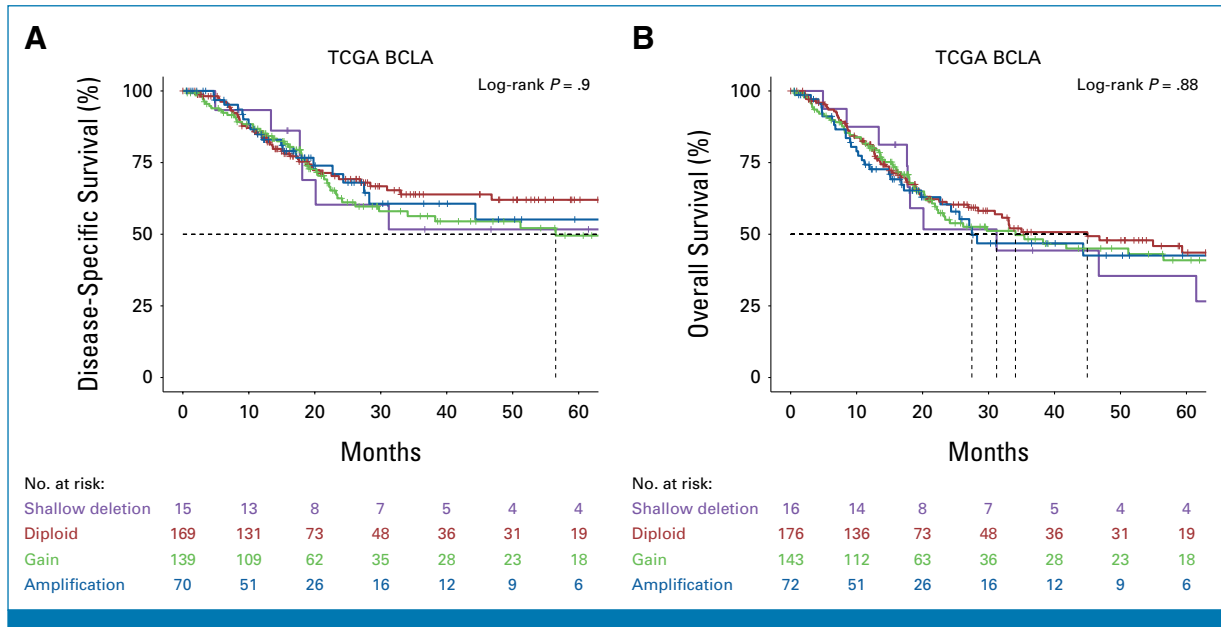 A
TCGA BCLA
Log-rank P = .9
Disease-Specific Survival (%)
100
75
50
25
0
0 10 20 30 40 50 60
Months
No. at risk:
Shallow deletion 15 13 8 7 5 4 4
Diploid 169 131 73 48 36 31 19
Gain 139 109 62 35 28 23 18
Amplification 70 51 26 16 12 9 6
B
TCGA BCLA
Log-rank P = .88
Overall Survival (%)
100
75
50
25
0
0 10 20 30 40 50 60
Months
No. at risk:
Shallow deletion 16 14 8 7 5 4 4
Diploid 176 136 73 48 36 31 19
Gain 143 112 63 36 28 23 18
Amplification 72 51 26 16 12 9 6